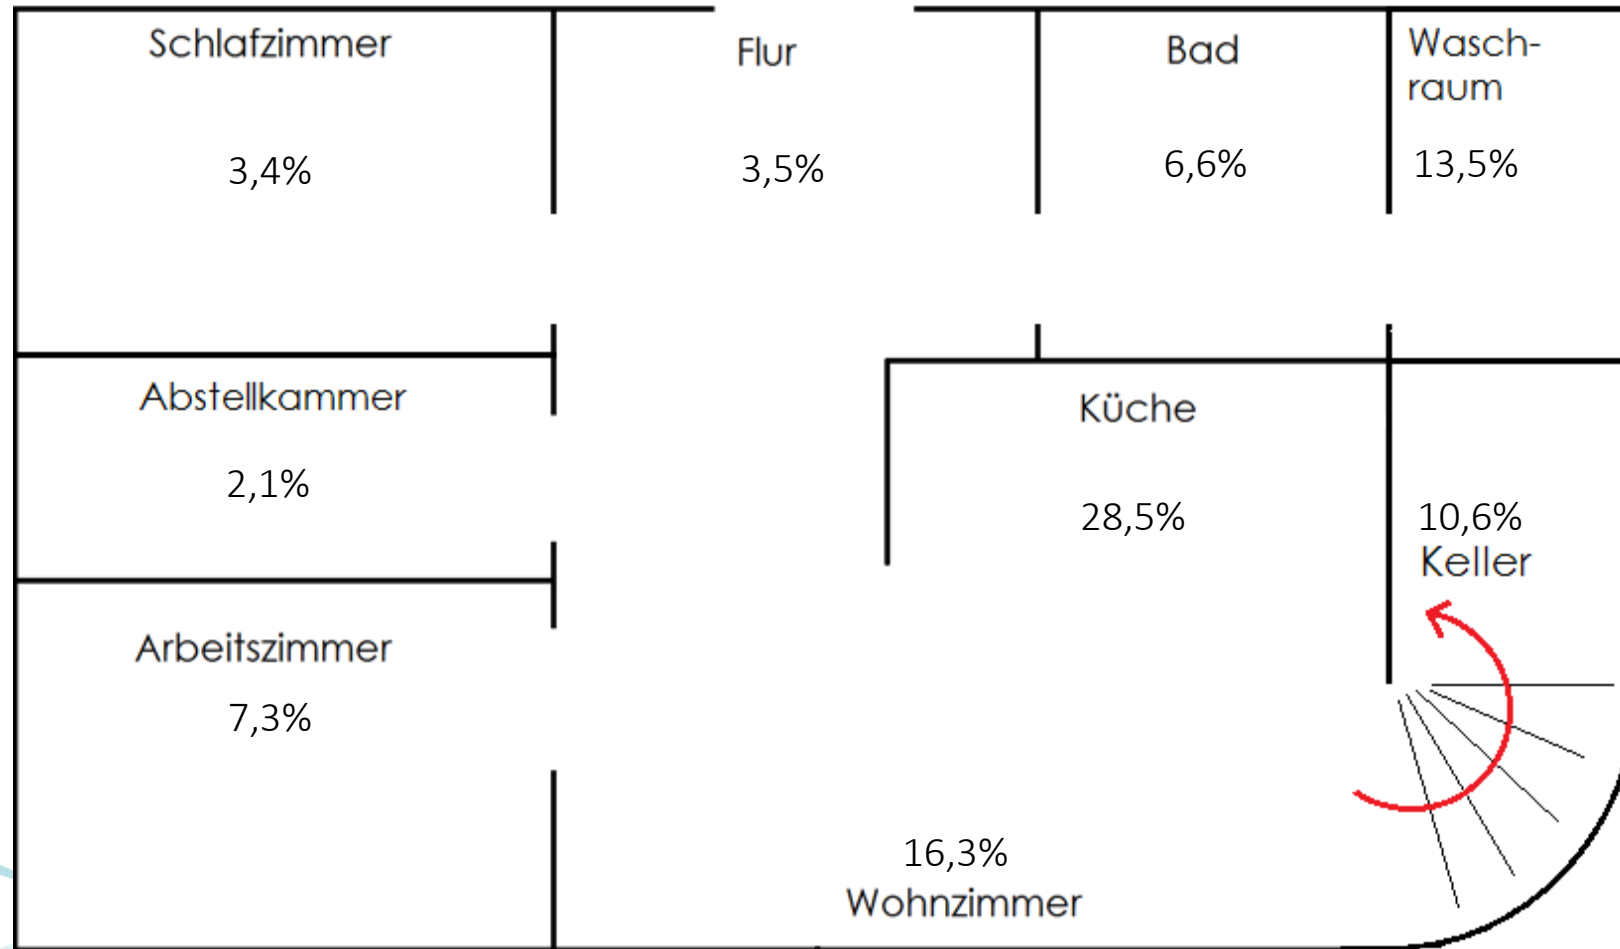 Schlafzimmer
3,4%
Flur
3,5%
Bad
6,6%
Wasch-
raum
13,5%
Abstellkammer
2,1%
Küche
28,5%
10,6%
Keller
Arbeitszimmer
7,3%
16,3%
Wohnzimmer